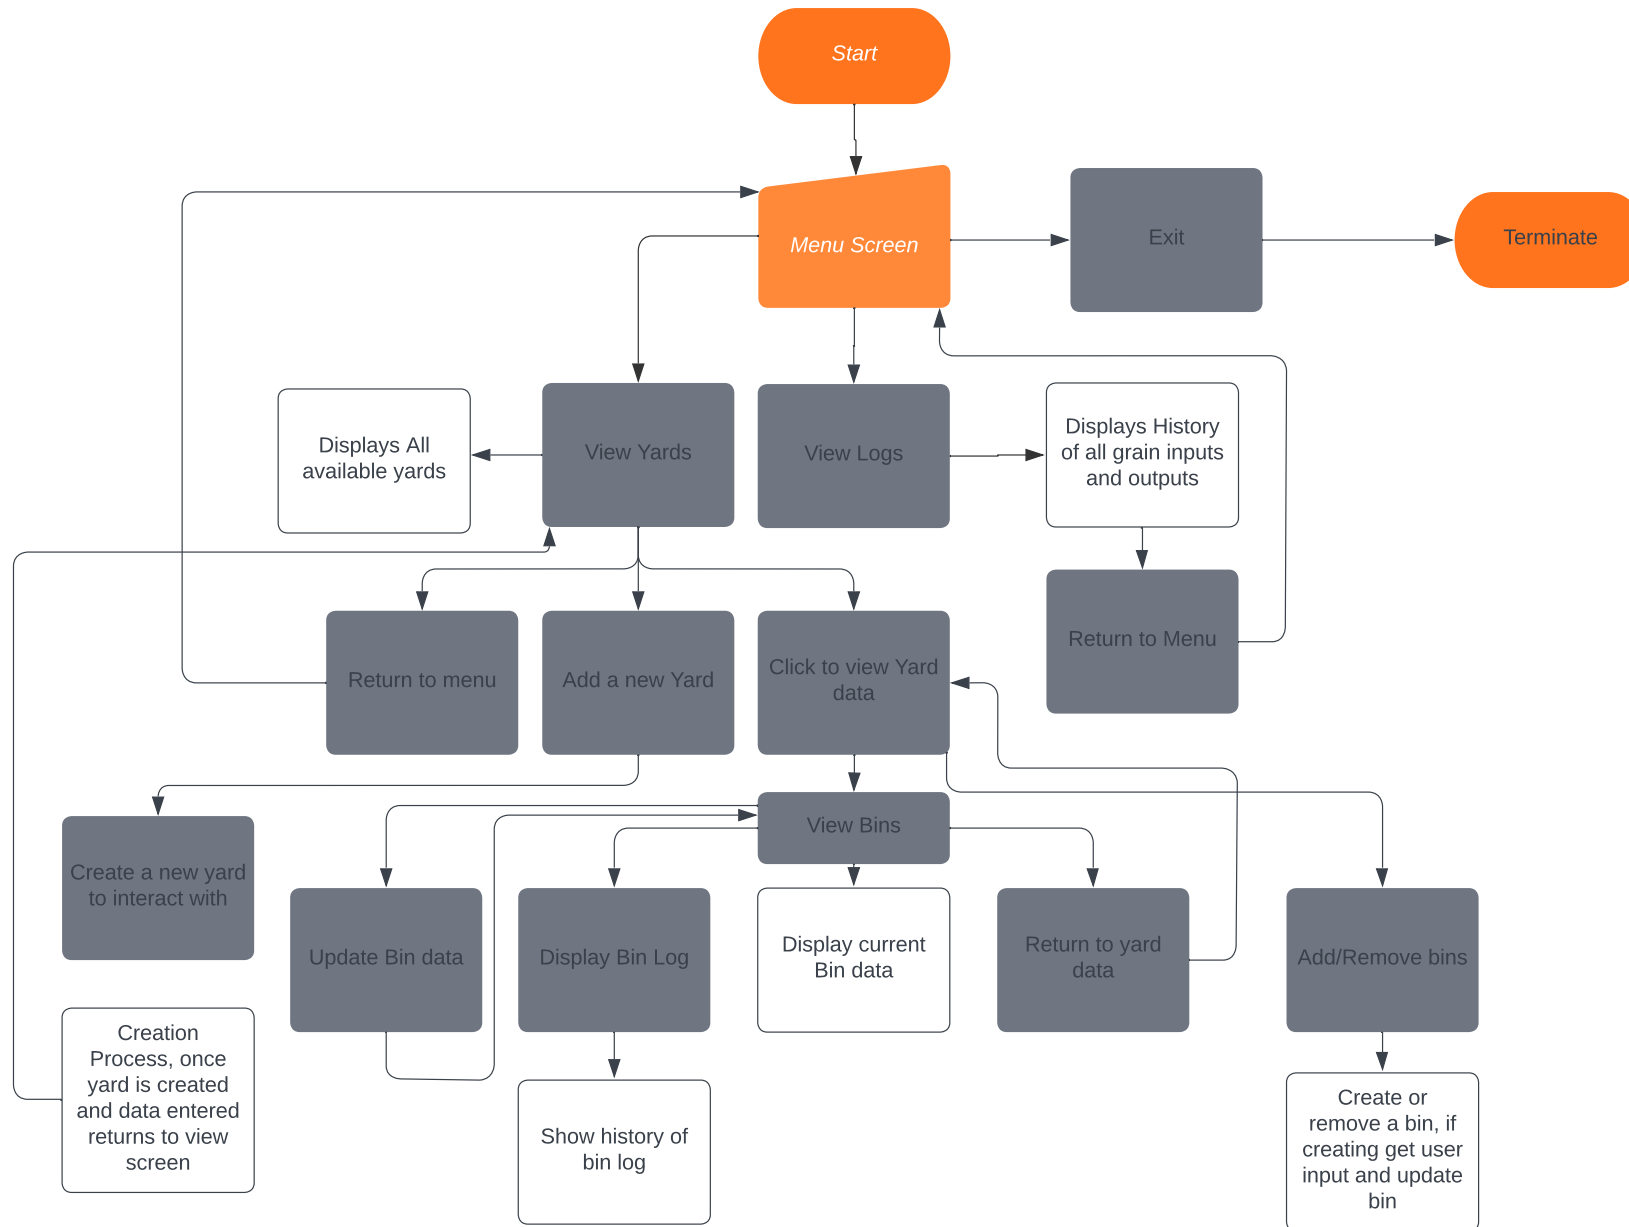 Start
Menu Screen
Exit
Terminate
Displays All
available yards
View Yards
View Logs
Displays History
of all grain inputs
and outputs
Return to menu
Add a new Yard
Click to view Yard
data
Return to Menu
View Bins
Create a new yard
to interact with
Update Bin data
Display Bin Log
Display current
Bin data
Return to yard
data
Add/Remove bins
Creation
Process, once
yard is created
and data entered
returns to view
screen
Show history of
bin log
Create or
remove a bin, if
creating get user
input and update
bin